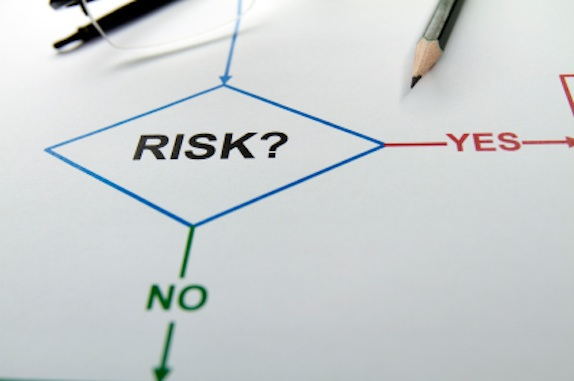 RISK?
YES
NO